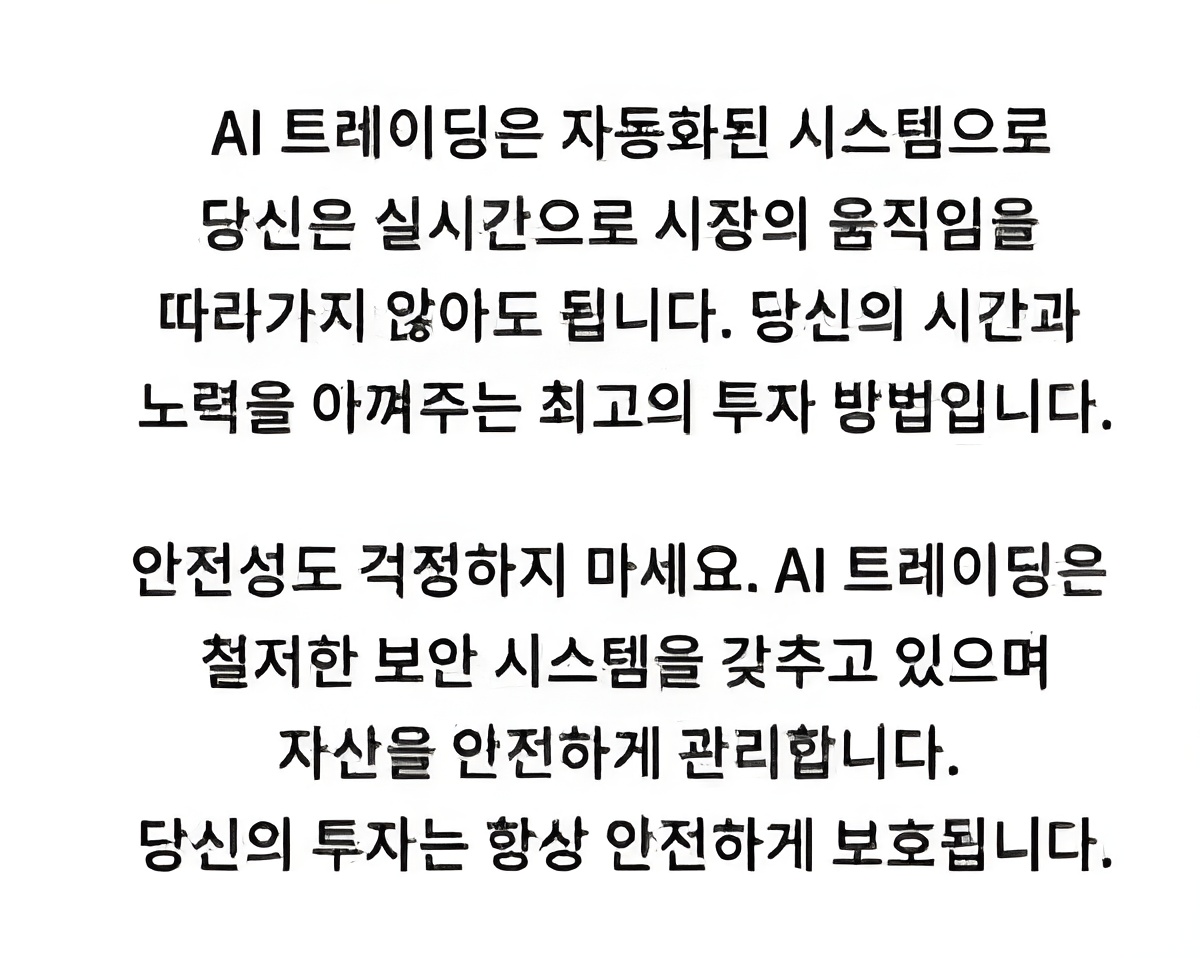 AI 트레이딩은 자동화된 시스템으로
당신은 실시간으로 시장의 움직임을
따라가지 않아도 됩니다. 당신의 시간과
노력을 아껴주는 최고의 투자 방법입니다.
안전성도 걱정하지 마세요. AI 트레이딩은
철저한 보안 시스템을 갖추고 있으며
자산을 안전하게 관리합니다.
당신의 투자는 항상 안전하게 보호됩니다.